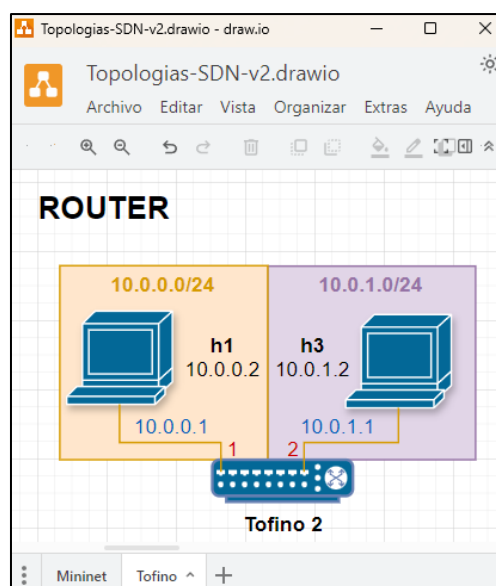 Topologias-SDN-v2.drawio - draw.io
Topologias-SDN-v2.drawio
Archivo Editar Vista Organizar Extras Ayuda
ROUTER
10.0.0.0/24 10.0.1.0/24
h1 h3
10.0.0.2 10.0.1.2
10.0.0.1 10.0.1.1
1 2
Tofino 2
Mininet Tofino